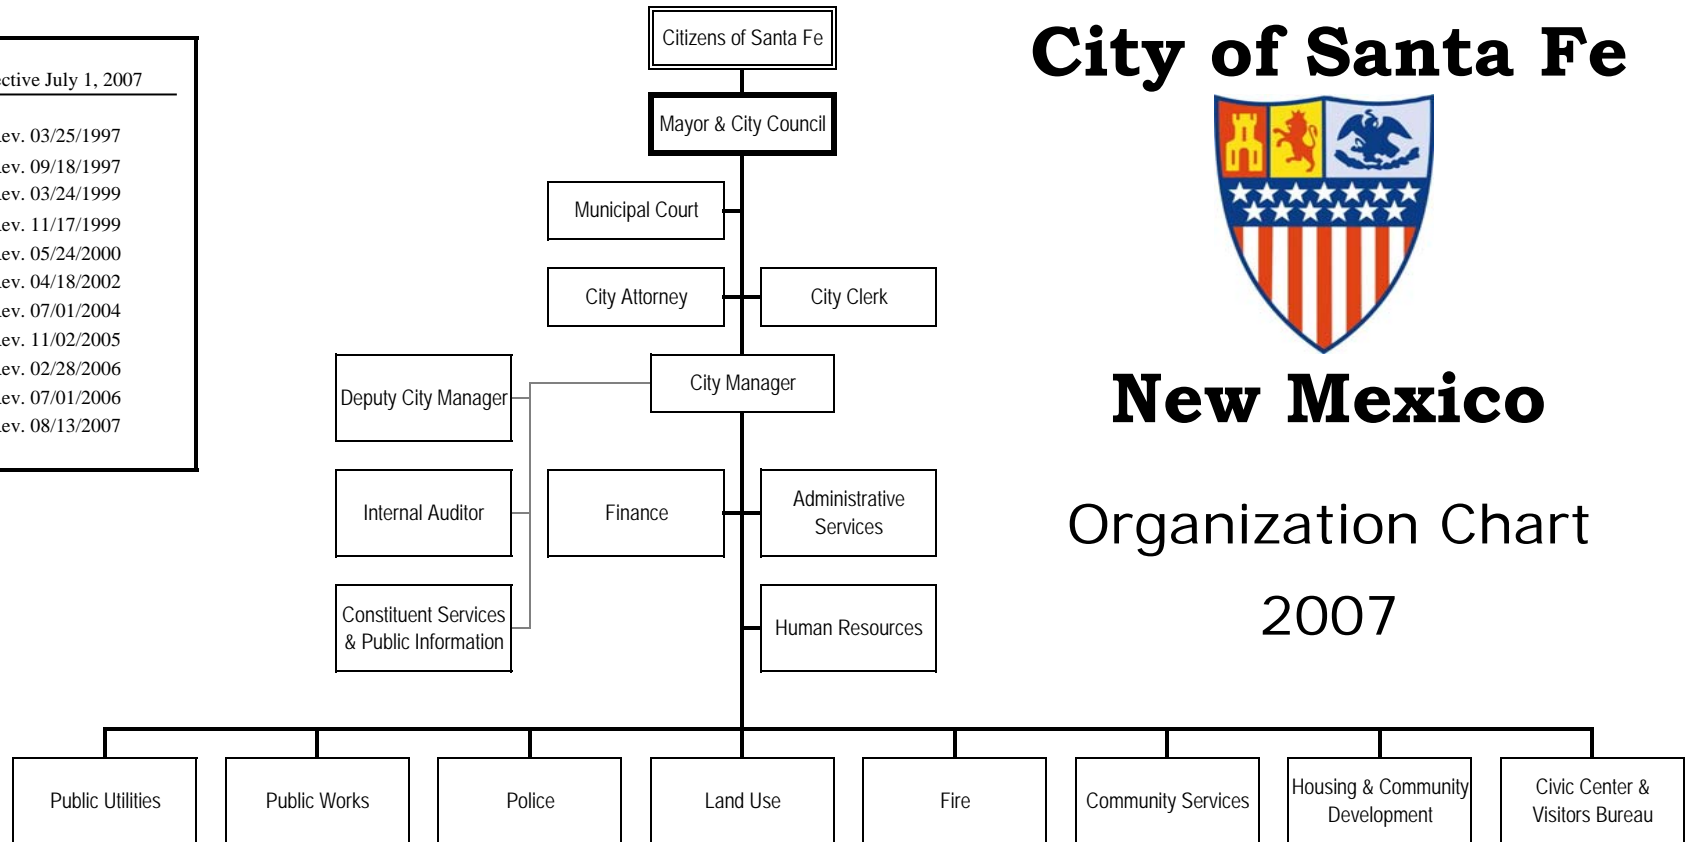 ective July 1, 2007
ev. 03/25/1997
ev. 09/18/1997
ev. 03/24/1999
ev. 11/17/1999
ev. 05/24/2000
ev. 04/18/2002
ev. 07/01/2004
ev. 11/02/2005
ev. 02/28/2006
ev. 07/01/2006
ev. 08/13/2007
Citizens of Santa Fe
Mayor & City Council
Municipal Court
City Attorney
City Clerk
City Manager
Deputy City Manager
Internal Auditor
Finance
Administrative
Services
Constituent Services
& Public Information
Human Resources
City of Santa Fe
New Mexico
Organization Chart
2007
Public Utilities
Public Works
Police
Land Use
Fire
Community Services
Housing & Community
Development
Civic Center &
Visitors Bureau